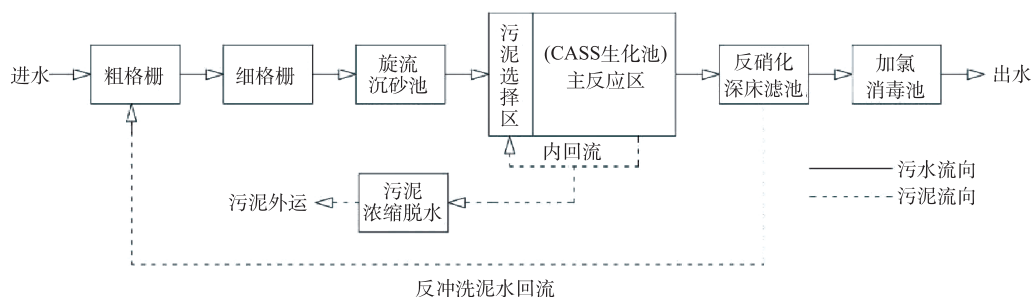 进水
粗格栅
细格栅
旋流
沉砂池
污泥选择区
(CASS生化池)
主反应区
反硝化
深床滤池
加氯
消毒池
出水
内回流
污泥外运
污泥
浓缩脱水
污水流向
污泥流向
反冲洗泥水回流